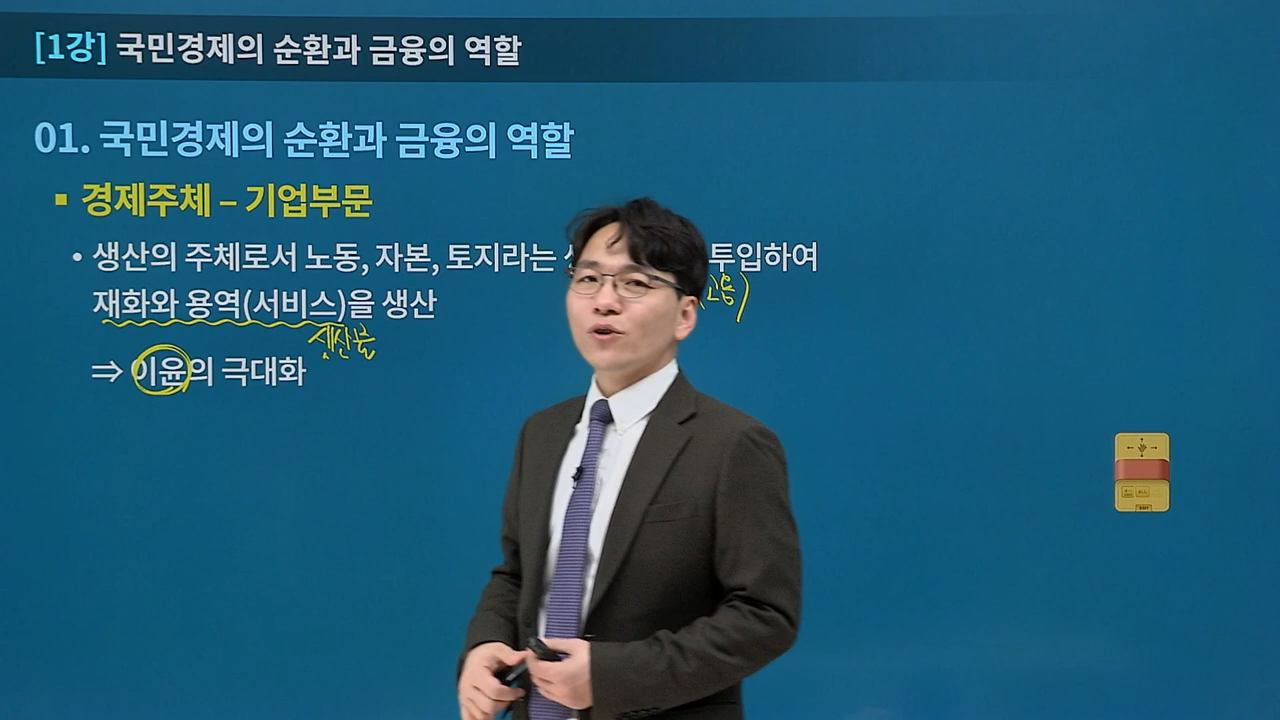 [1강] 국민경제의 순환과 금융의 역할
01. 국민경제의 순환과 금융의 역할
▪ 경제주체 – 기업부문
• 생산의 주체로서 노동, 자본, 토지라는 투입하여
재화와 용역(서비스)을 생산
생산물
⇒ 이윤의 극대화